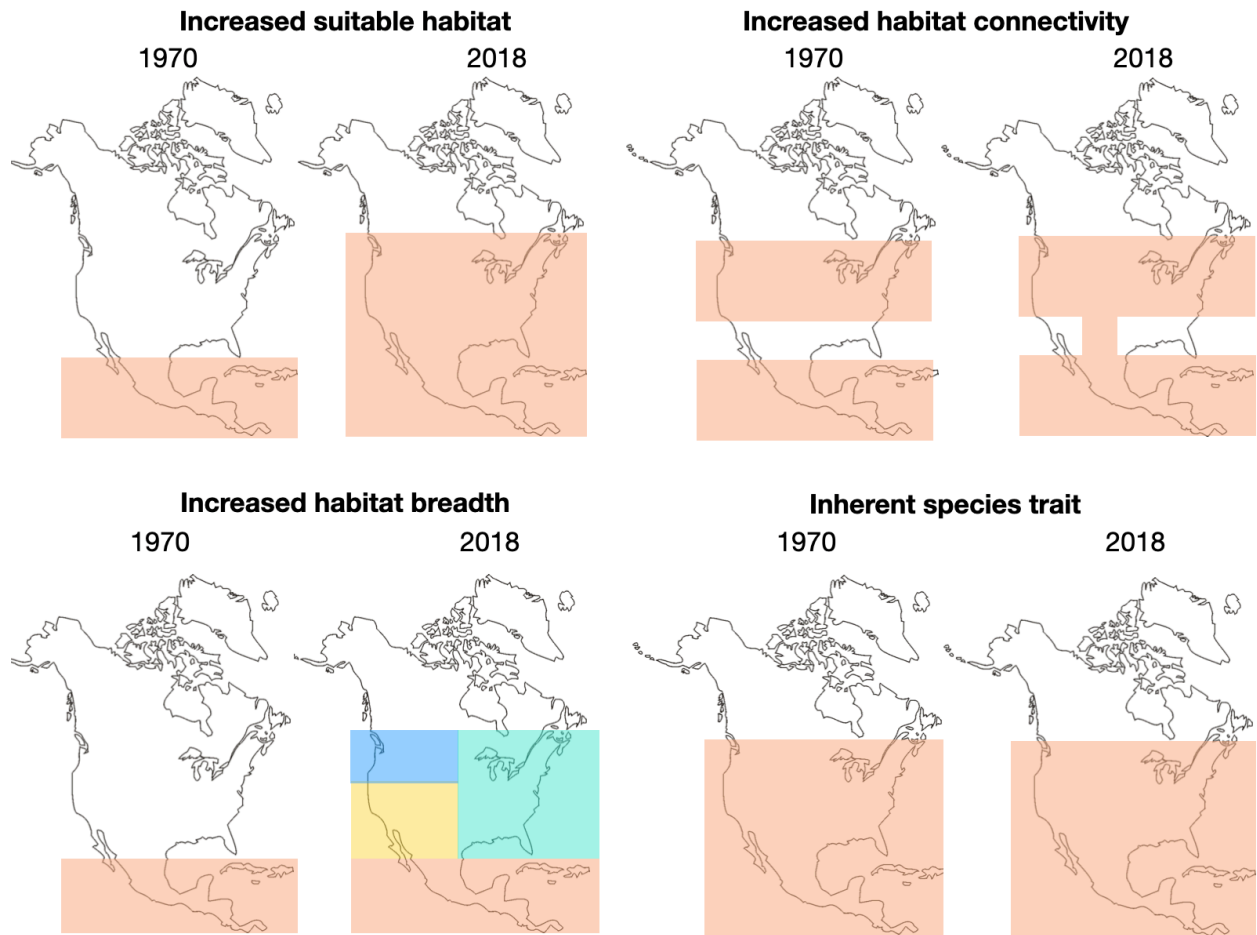 Increased suitable habitat
1970
2018
Increased habitat connectivity
1970
2018
Increased habitat breadth
1970
2018
Inherent species trait
1970
2018